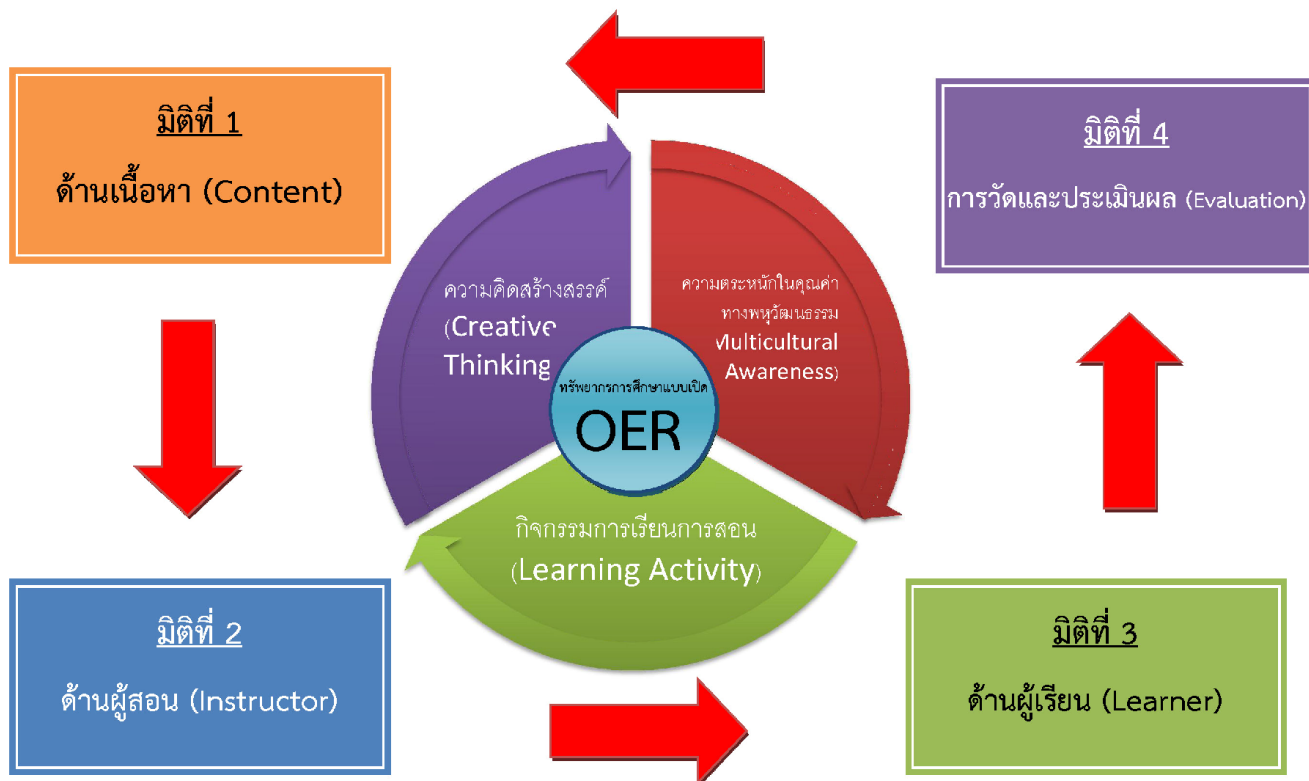 มิติที่ 1
ด้านเนื้อหา (Content)
มิติที่ 4
การวัดและประเมินผล (Evaluation)
ความคิดสร้างสรรค์
(Creative
Thinking
ความตระหนักในคุณค่า
ทางพหุวัฒนธรรม
Multicultural
Awareness)
ทรัพยากรการศึกษาแบบเปิด
OER
กิจกรรมการเรียนการสอน
(Learning Activity)
มิติที่ 2
ด้านผู้สอน (Instructor)
มิติที่ 3
ด้านผู้เรียน (Learner)